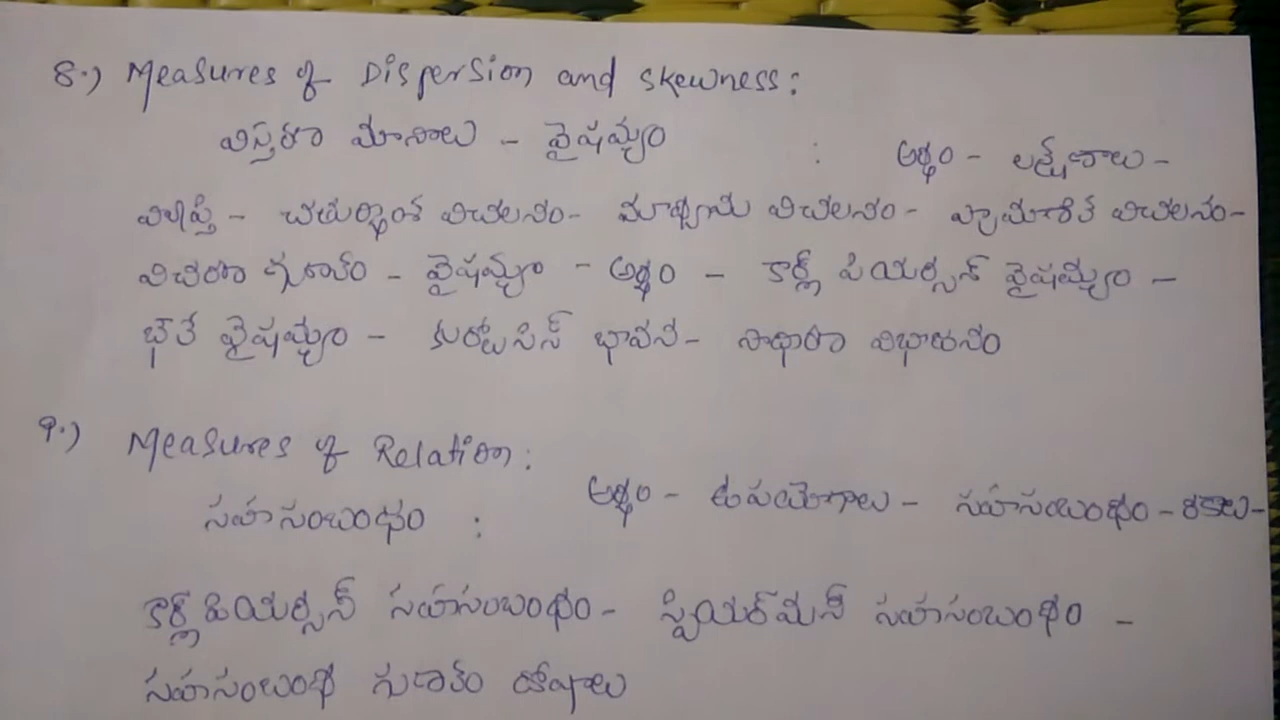 8.) Measures of Dispersion and Skewness:
విస్తరణ మానాలు - వైషమ్యం : అర్థం - లక్షణాలు -
విస్తృతి - చతుర్థాంశ విచలనం - మాధ్యమ విచలనం - ప్రామాణిక విచలనం -
విచరణ గుణకం - వైషమ్యం - అర్థం - కార్ల్ పియర్సన్ వైషమ్యం -
బౌలే వైషమ్యం - కుర్టోసిస్ భావన - సాధారణ విభాజనం
9.) Measures of Relation:
సహసంబంధం : అర్థం - ఉపయోగాలు - సహసంబంధం - రకాలు -
కార్ల్ పియర్సన్ సహసంబంధం - స్పియర్‌మన్ సహసంబంధం -
సహసంబంధ గుణకం దోషాలు